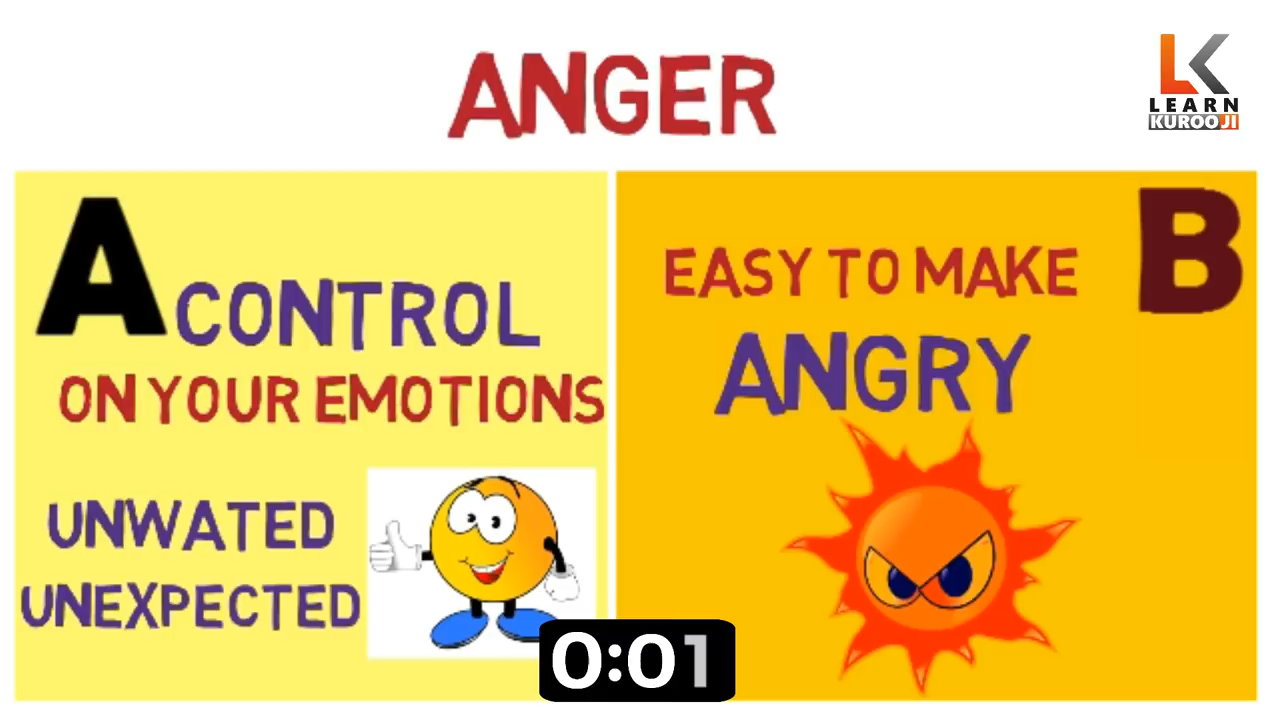 ANGER
LEARN
KUROOJI
A
CONTROL
ON YOUR EMOTIONS
UNWATED
UNEXPECTED
B
EASY TO MAKE
ANGRY
0:01